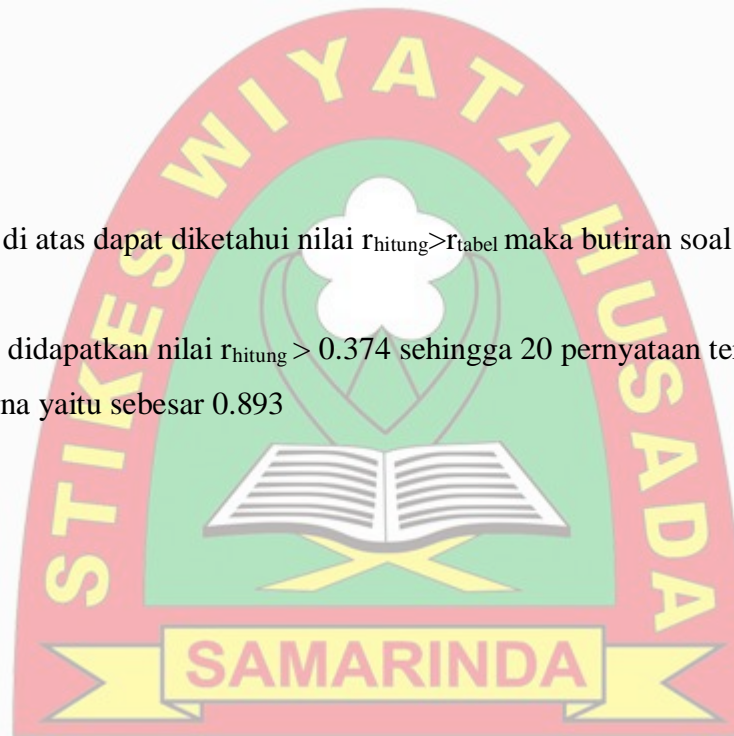 STIKES WIYATA HUSADA
di atas dapat diketahui nilai rhitung>rtabel maka butiran soal
didapatkan nilai rhitung > 0.374 sehingga 20 pernyataan te
na yaitu sebesar 0.893
SAMARINDA